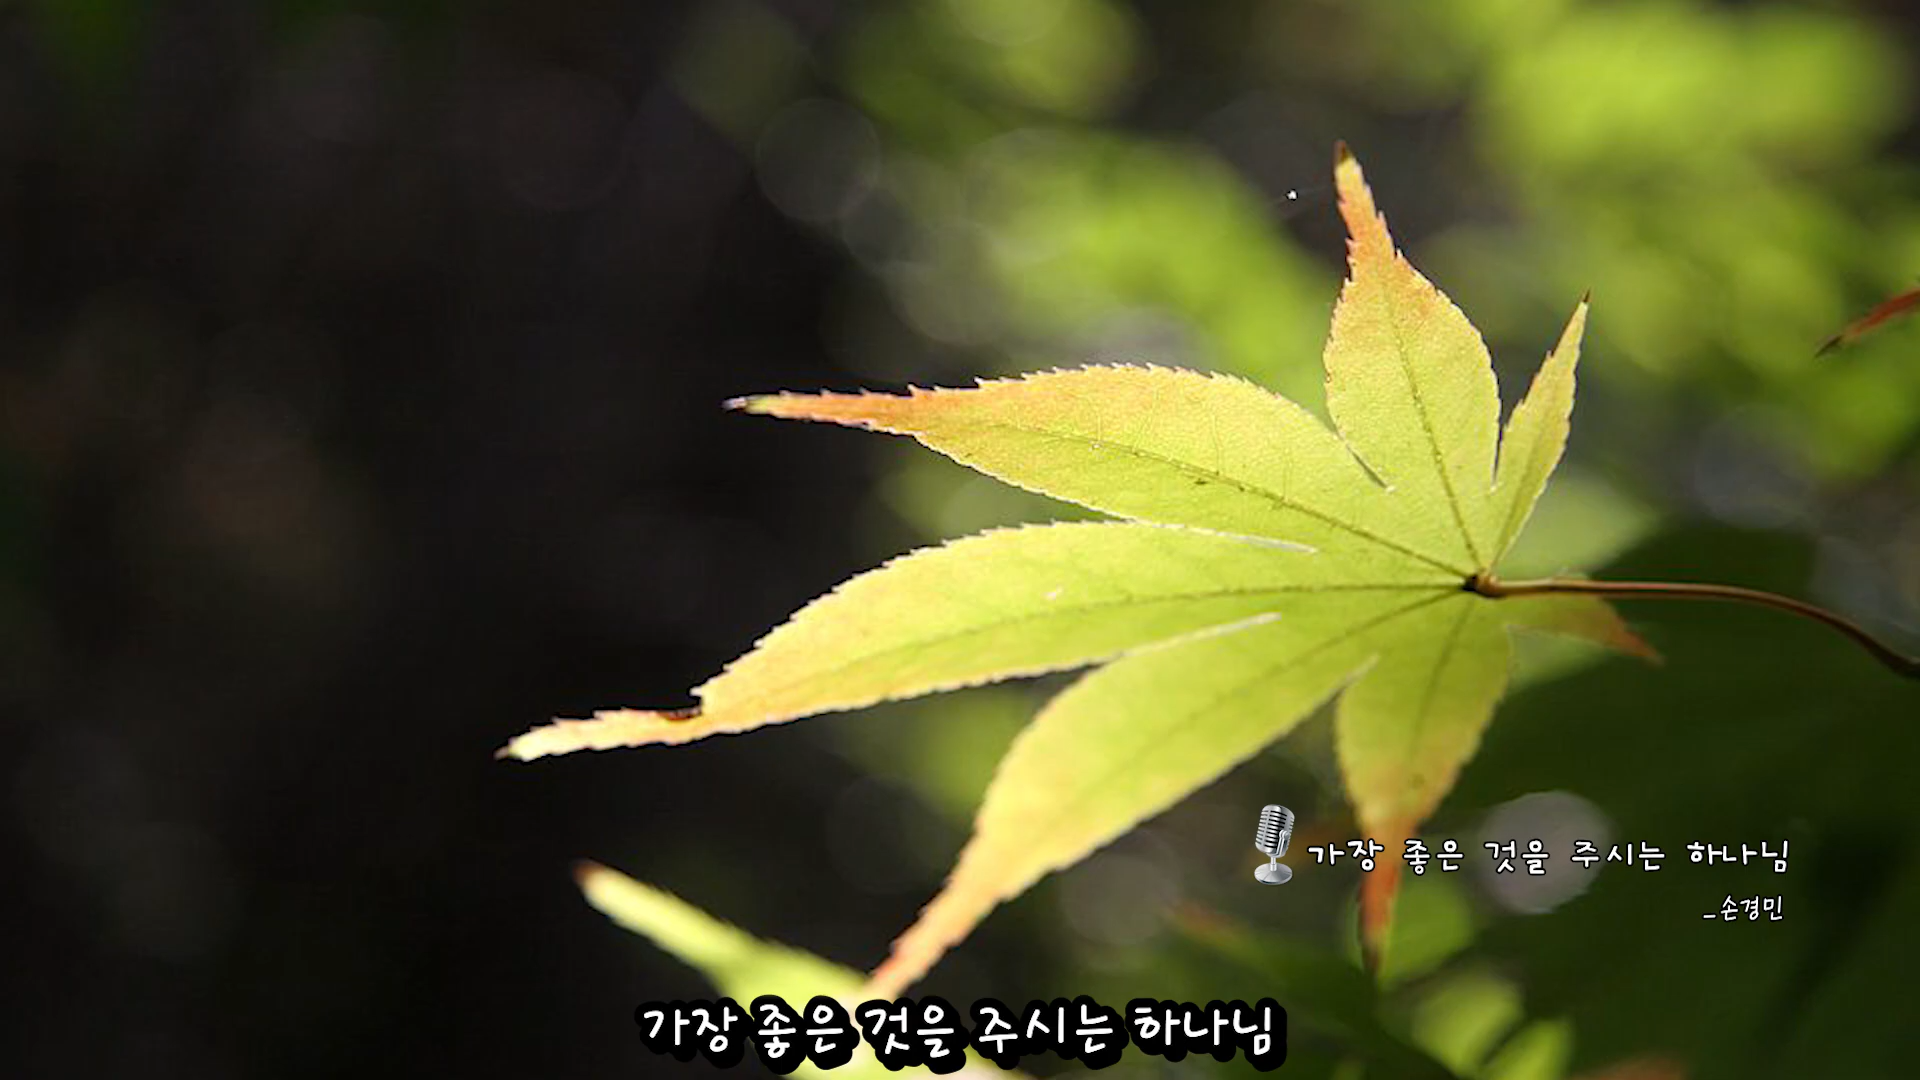 가장 좋은 것을 주시는 하나님
_손경민
가장 좋은 것을 주시는 하나님